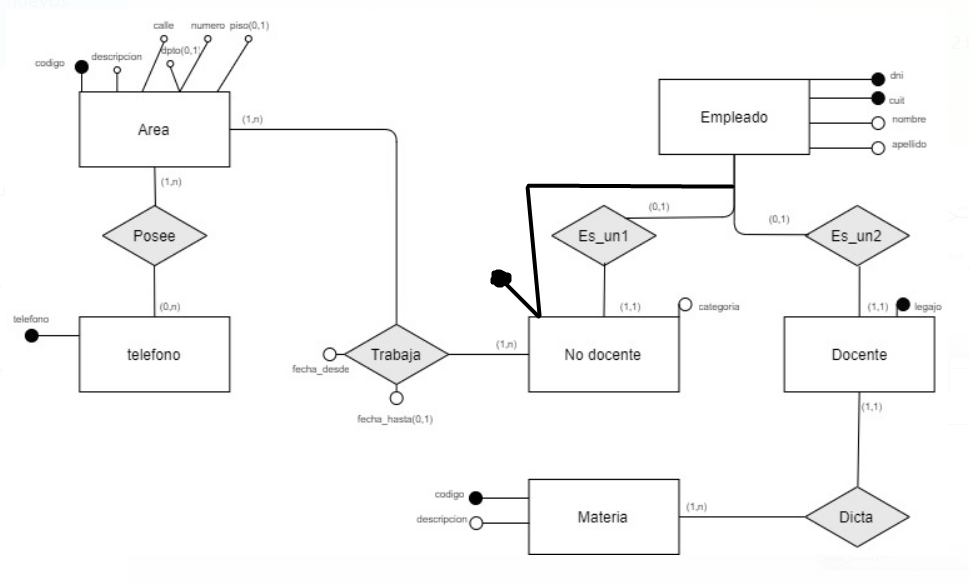 calle
numero
piso(0,1)
dpto(0,1)
descripcion
codigo
dni
cuit
nombre
apellido
Area
(1,n)
Empleado
(1,n)
(0,1)
(0,1)
Posee
Es_un1
Es_un2
(0,n)
(1,1)
categoria
(1,1)
legajo
telefono
telefono
Trabaja
(1,n)
No docente
Docente
fecha_desde
fecha_hasta(0,1)
(1,1)
codigo
descripcion
Materia
(1,n)
Dicta